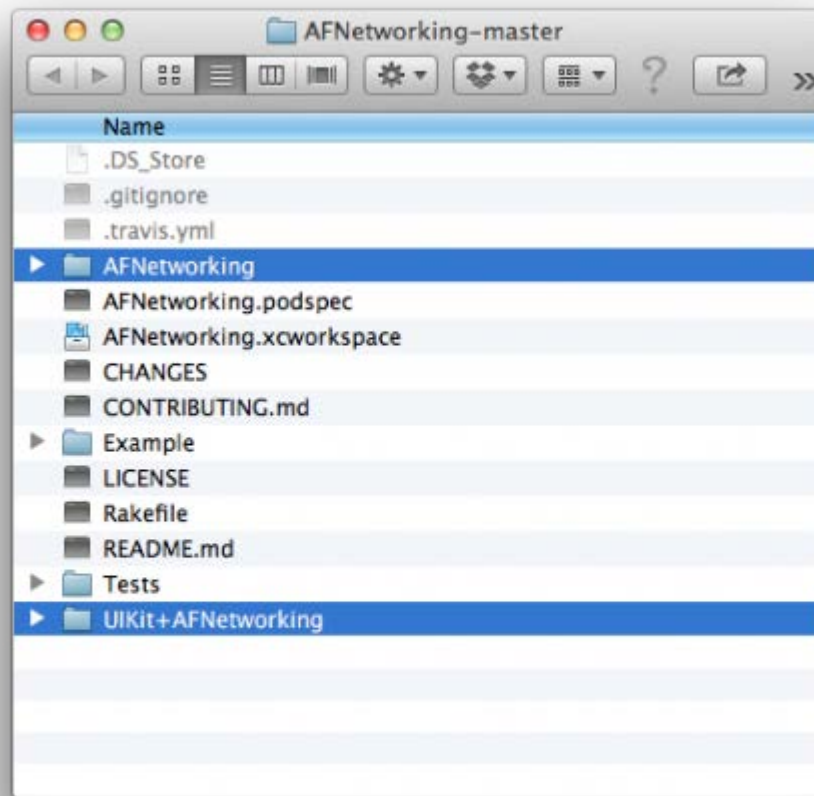 AFNetworking-master
?
Name
.DS_Store
.gitignore
.travis.yml
AFNetworking
AFNetworking.podspec
AFNetworking.xcworkspace
CHANGES
CONTRIBUTING.md
Example
LICENSE
Rakefile
README.md
Tests
UIKit+AFNetworking